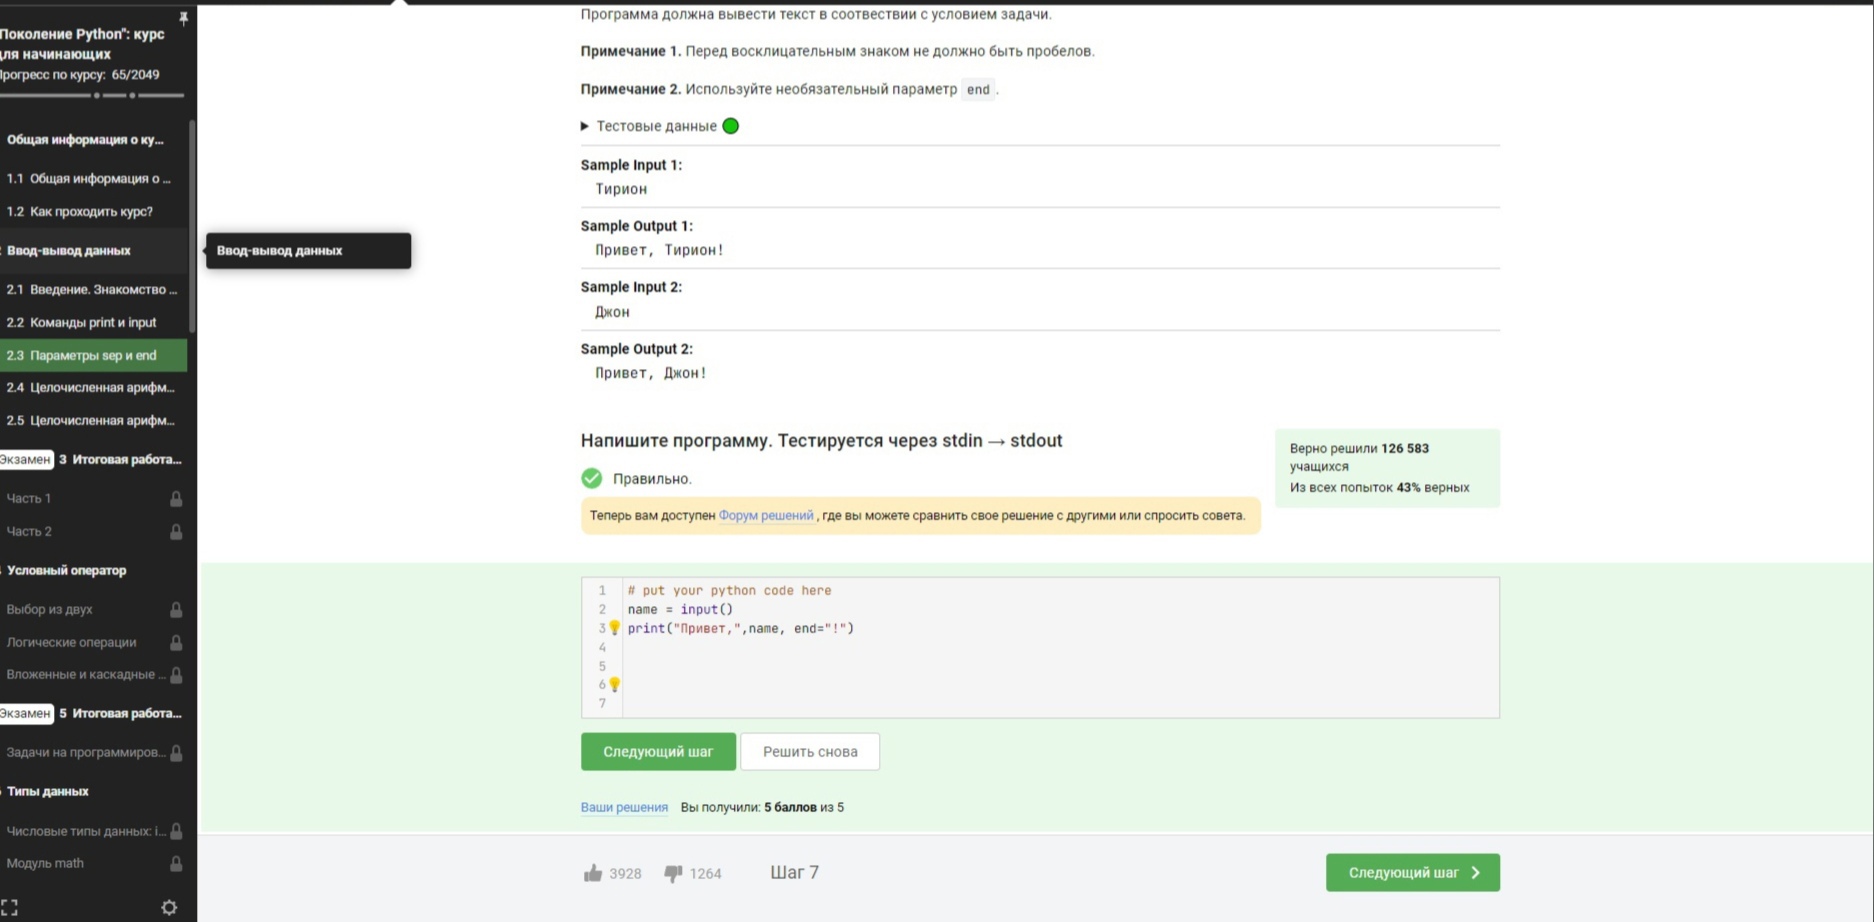 Поколение Python": курс
для начинающих
Прогресс по курсу: 65/2049
Общая информация о ку...
1.1 Общая информация о ...
1.2 Как проходить курс?
Ввод-вывод данных
Ввод-вывод данных
2.1 Введение. Знакомство ...
2.2 Команды print и input
2.3 Параметры sep и end
2.4 Целочисленная арифм...
2.5 Целочисленная арифм...
Экзамен 3 Итоговая работа...
Часть 1
Часть 2
Условный оператор
Выбор из двух
Логические операции
Вложенные и каскадные ...
Экзамен 5 Итоговая работа...
Задачи на программиров...
Типы данных
Числовые типы данных: i...
Модуль math
Программа должна вывести текст в соотвествии с условием задачи.
Примечание 1. Перед восклицательным знаком не должно быть пробелов.
Примечание 2. Используйте необязательный параметр end .
Тестовые данные
Sample Input 1:
Тирион
Sample Output 1:
Привет, Тирион!
Sample Input 2:
Джон
Sample Output 2:
Привет, Джон!
Напишите программу. Тестируется через stdin → stdout
Правильно.
Теперь вам доступен Форум решений , где вы можете сравнить свое решение с другими или спросить совета.
Верно решили 126 583
учащихся
Из всех попыток 43% верных
1 # put your python code here
2 name = input()
3 print("Привет,",name, end="!")
4
5
6
7
Следующий шаг Решить снова
Ваши решения Вы получили: 5 баллов из 5
3928 1264 Шаг 7 Следующий шаг